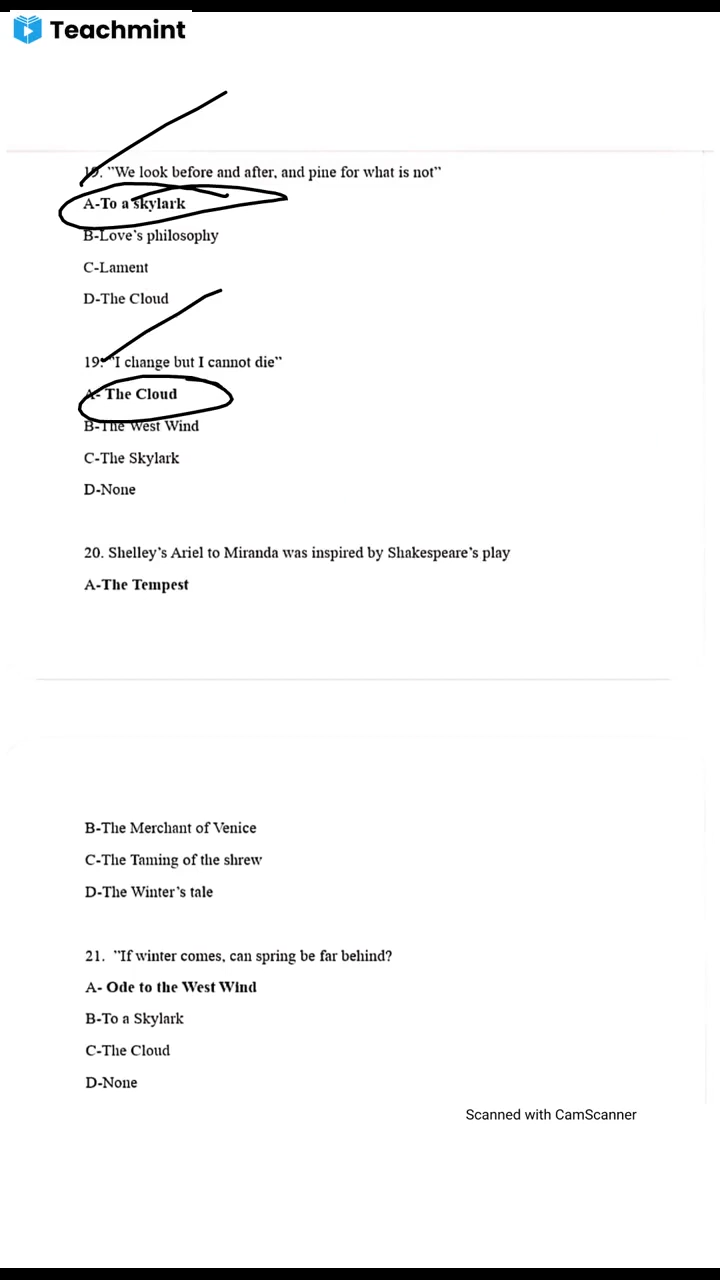 Teachmint
19. "We look before and after, and pine for what is not"
A-To a skylark
B-Love's philosophy
C-Lament
D-The Cloud
19. "I change but I cannot die"
A- The Cloud
B-The West Wind
C-The Skylark
D-None
20. Shelley's Ariel to Miranda was inspired by Shakespeare's play
A-The Tempest
B-The Merchant of Venice
C-The Taming of the shrew
D-The Winter's tale
21. "If winter comes, can spring be far behind?
A- Ode to the West Wind
B-To a Skylark
C-The Cloud
D-None
Scanned with CamScanner